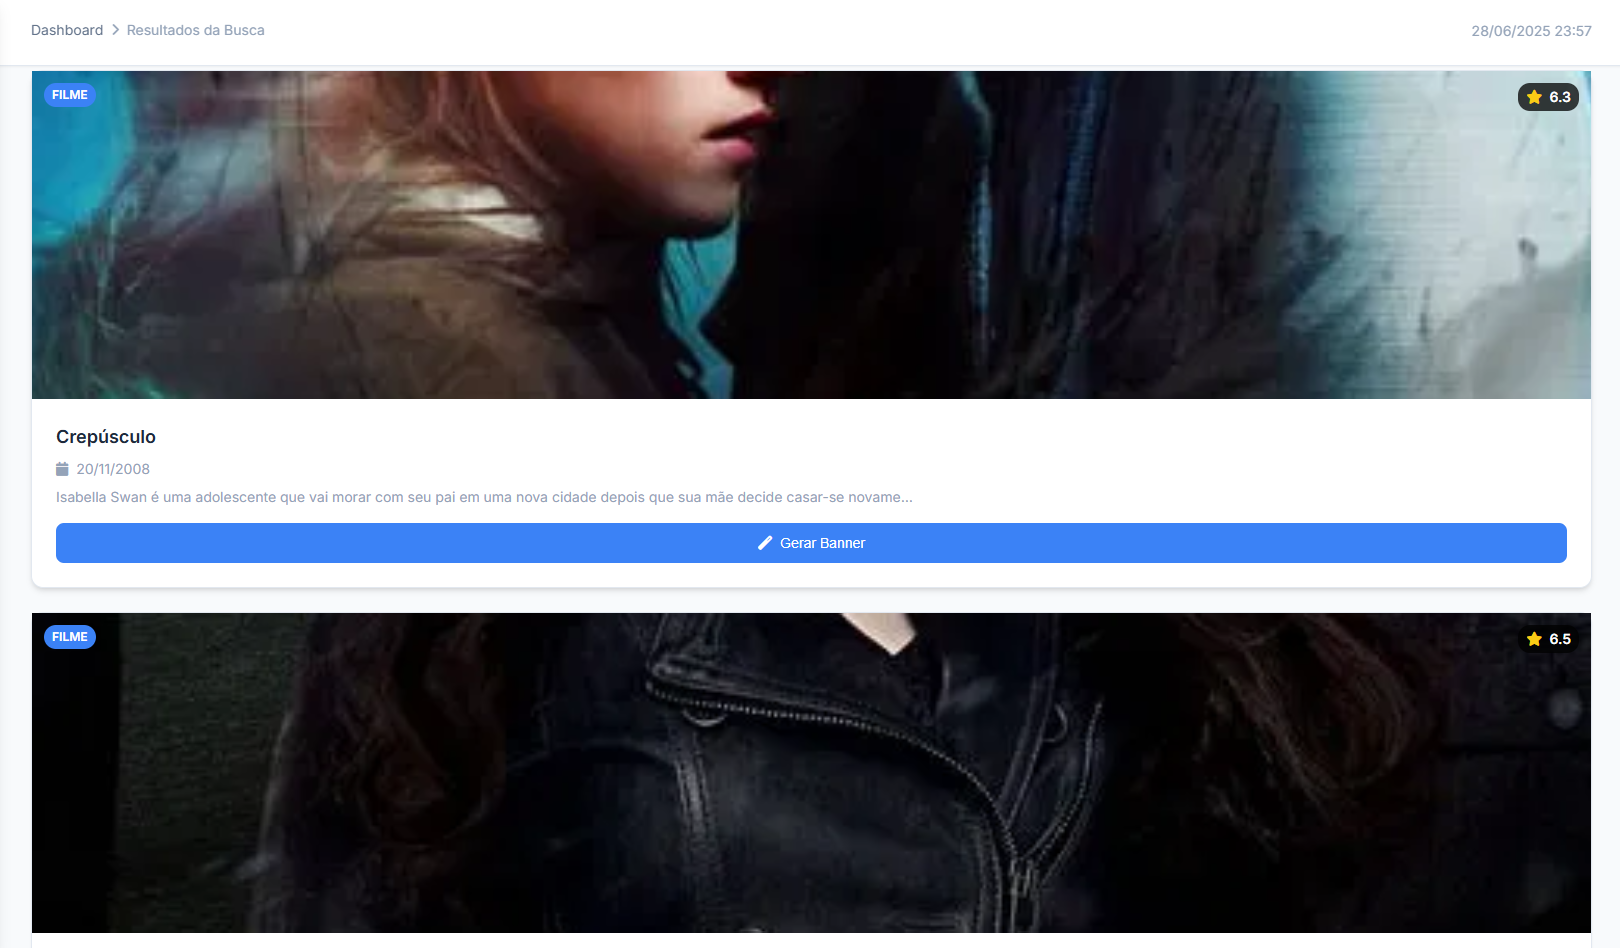 Dashboard > Resultados da Busca
28/06/2025 23:57
FILME
6.3
Crepúsculo
20/11/2008
Isabella Swan é uma adolescente que vai morar com seu pai em uma nova cidade depois que sua mãe decide casar-se novame...
Gerar Banner
FILME
6.5